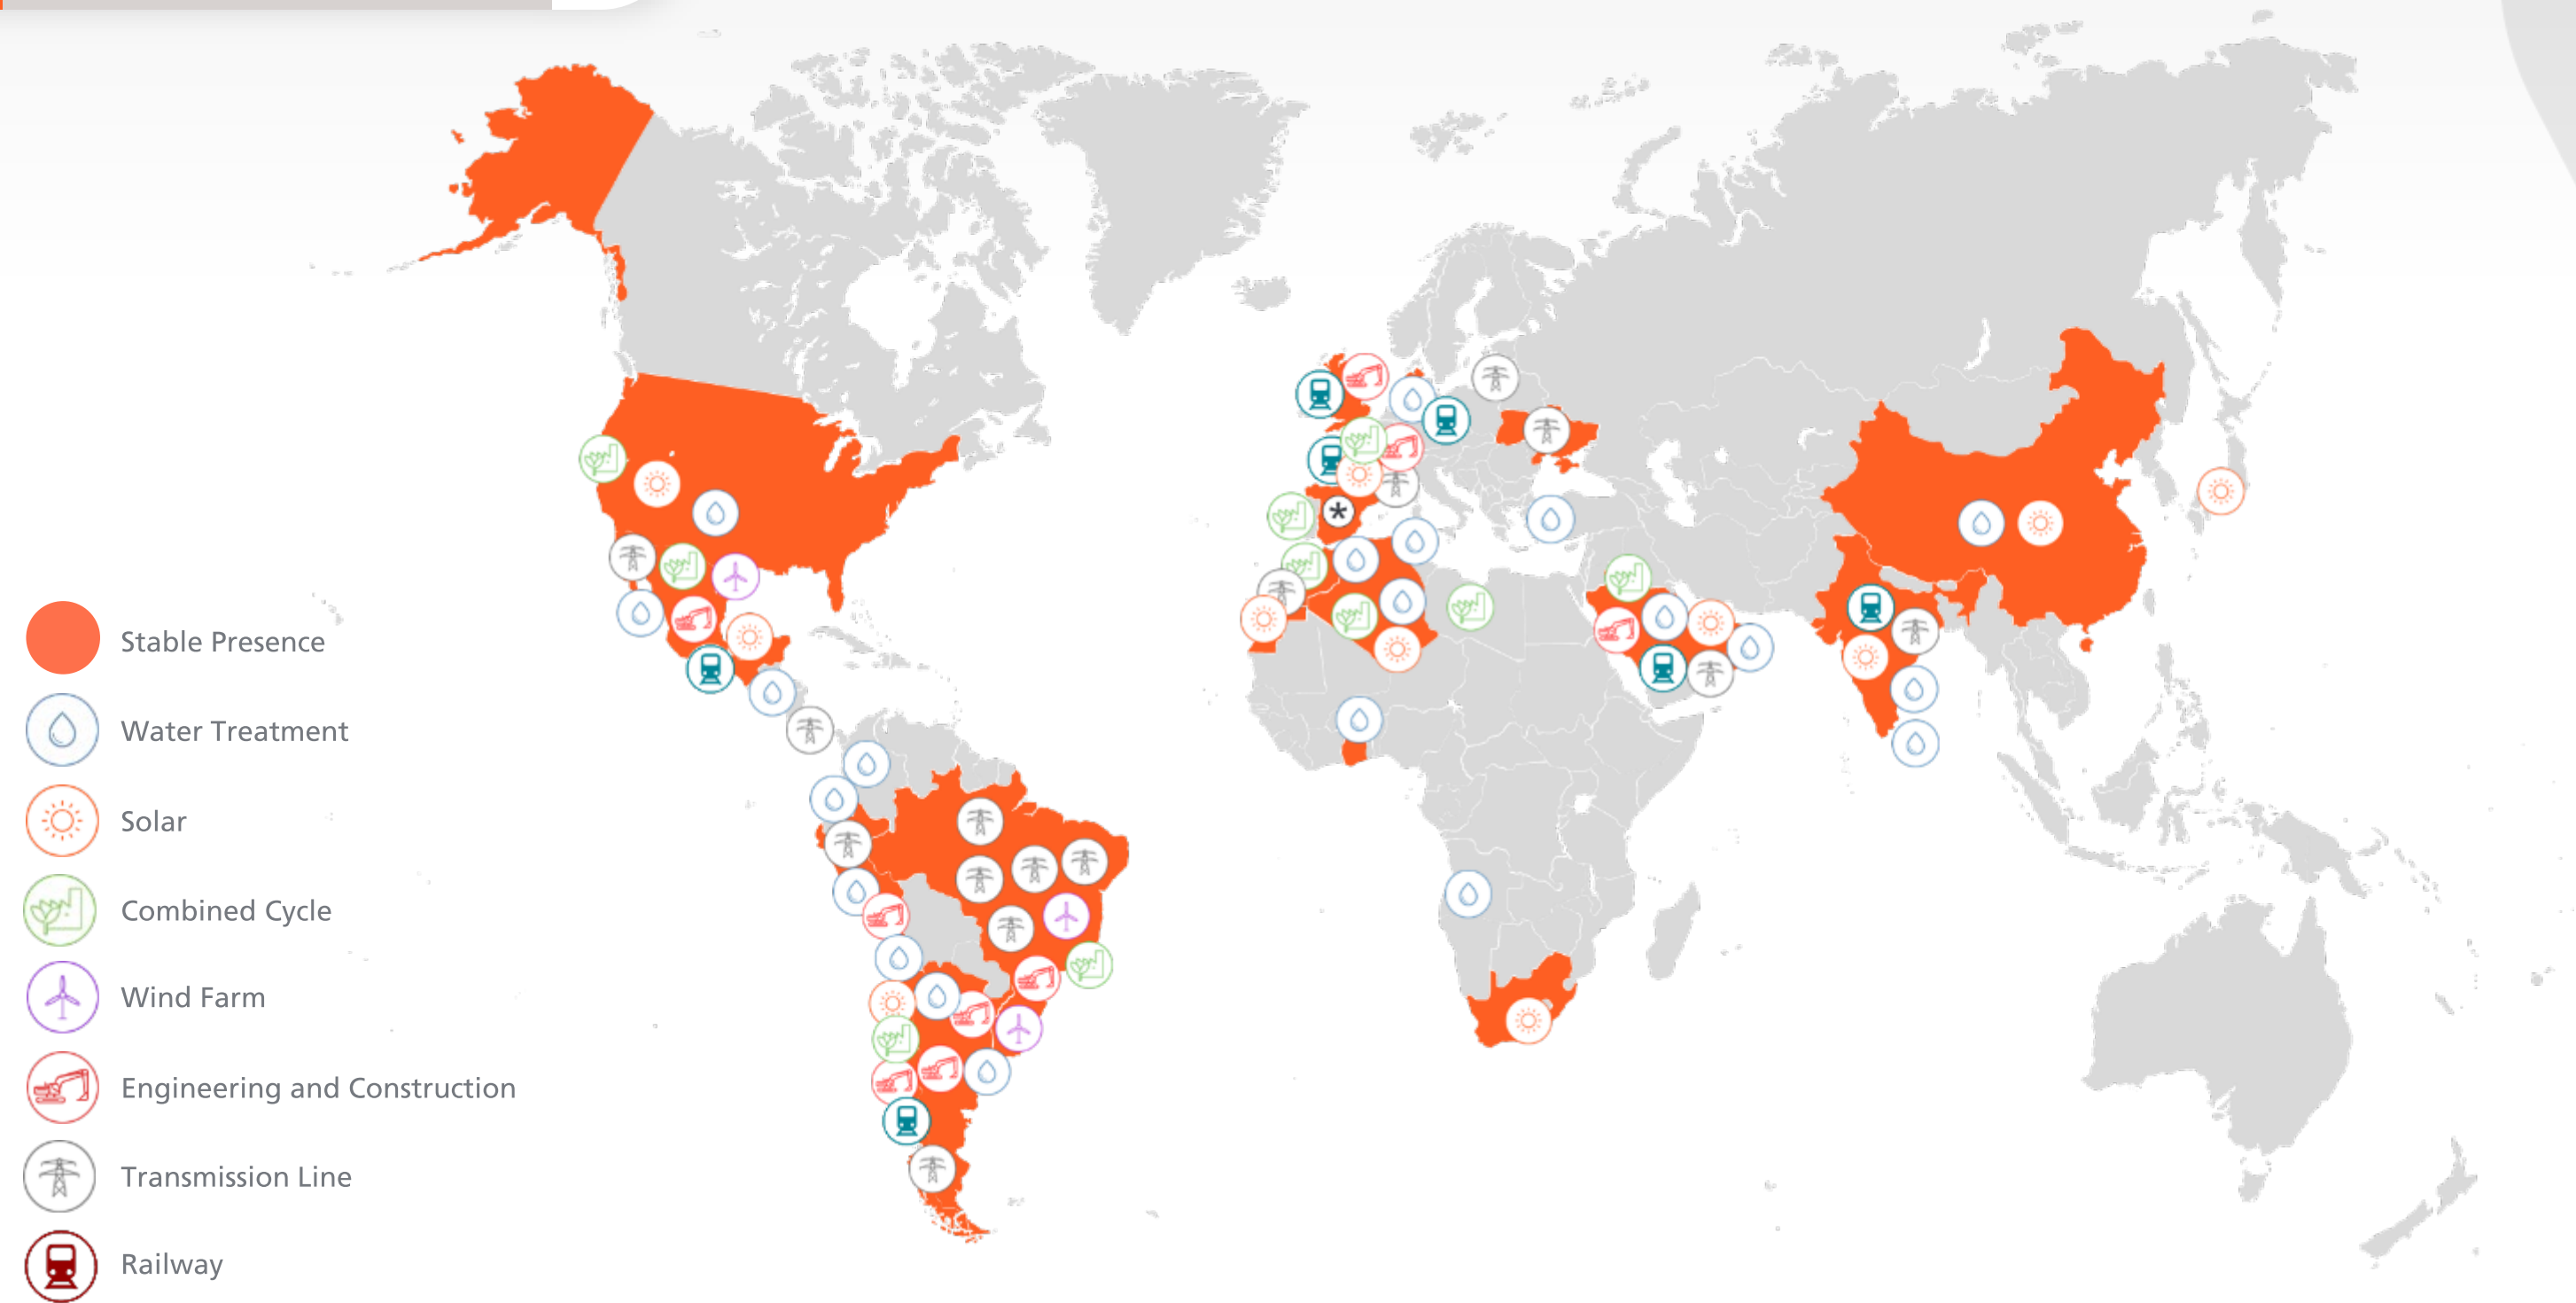 Stable Presence
Water Treatment
Solar
Combined Cycle
Wind Farm
Engineering and Construction
Transmission Line
Railway
*